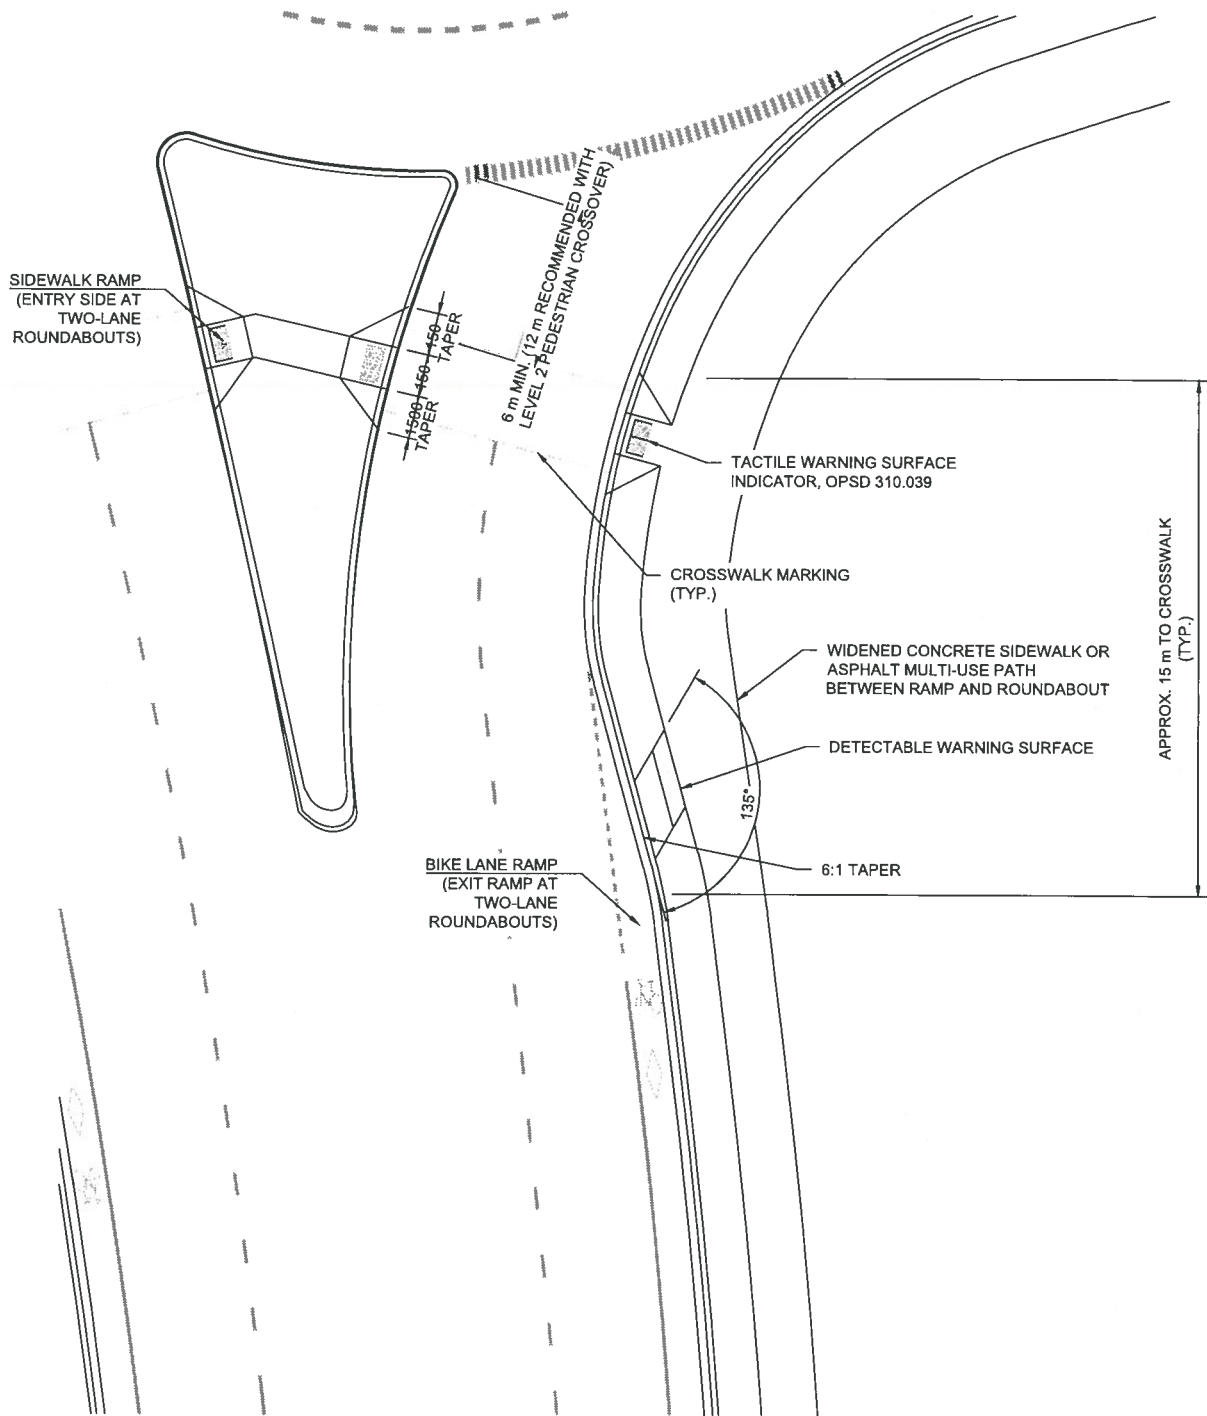 6 m MIN. (12 m RECOMMENDED WITH
LEVEL 2 PEDESTRIAN CROSSOVER)
SIDEWALK RAMP
(ENTRY SIDE AT
TWO-LANE
ROUNDABOUTS)
150
TAPER
150
1500
TAPER
TACTILE WARNING SURFACE
INDICATOR, OPSD 310.039
CROSSWALK MARKING
(TYP.)
APPROX. 15 m TO CROSSWALK
(TYP.)
WIDENED CONCRETE SIDEWALK OR
ASPHALT MULTI-USE PATH
BETWEEN RAMP AND ROUNDABOUT
DETECTABLE WARNING SURFACE
135°
6:1 TAPER
BIKE LANE RAMP
(EXIT RAMP AT
TWO-LANE
ROUNDABOUTS)